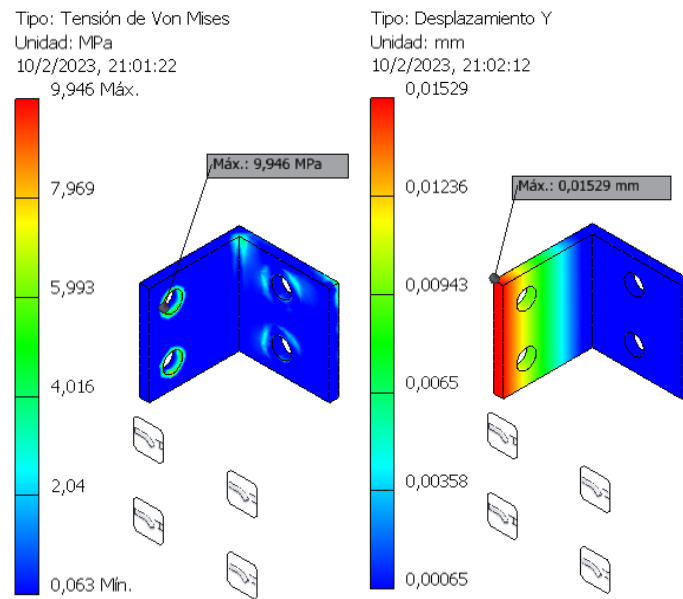 Tipo: Tensión de Von Mises
Unidad: MPa
10/2/2023, 21:01:22
9,946 Máx.
Máx.: 9,946 MPa
7,969
5,993
4,016
2,04
0,063 Mín.
Tipo: Desplazamiento Y
Unidad: mm
10/2/2023, 21:02:12
0,01529
Máx.: 0,01529 mm
0,01236
0,00943
0,0065
0,00358
0,00065